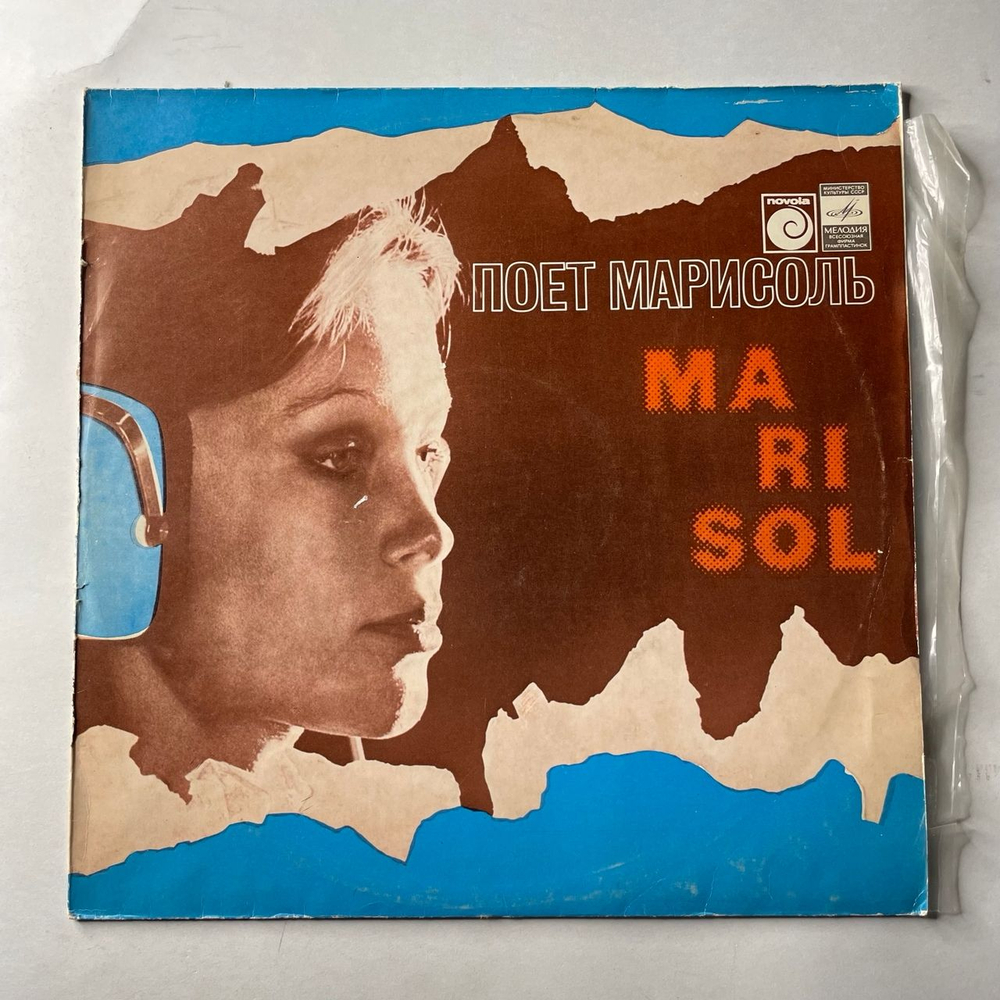 novola
МИНИСТЕРСТВО
КУЛЬТУРЫ СССР
МЕЛОДИЯ
ВСЕСОЮЗНАЯ
ФИРМА
ГРАМПЛАСТИНОК
ПОЕТ МАРИСОЛЬ
MA
RI
SOL